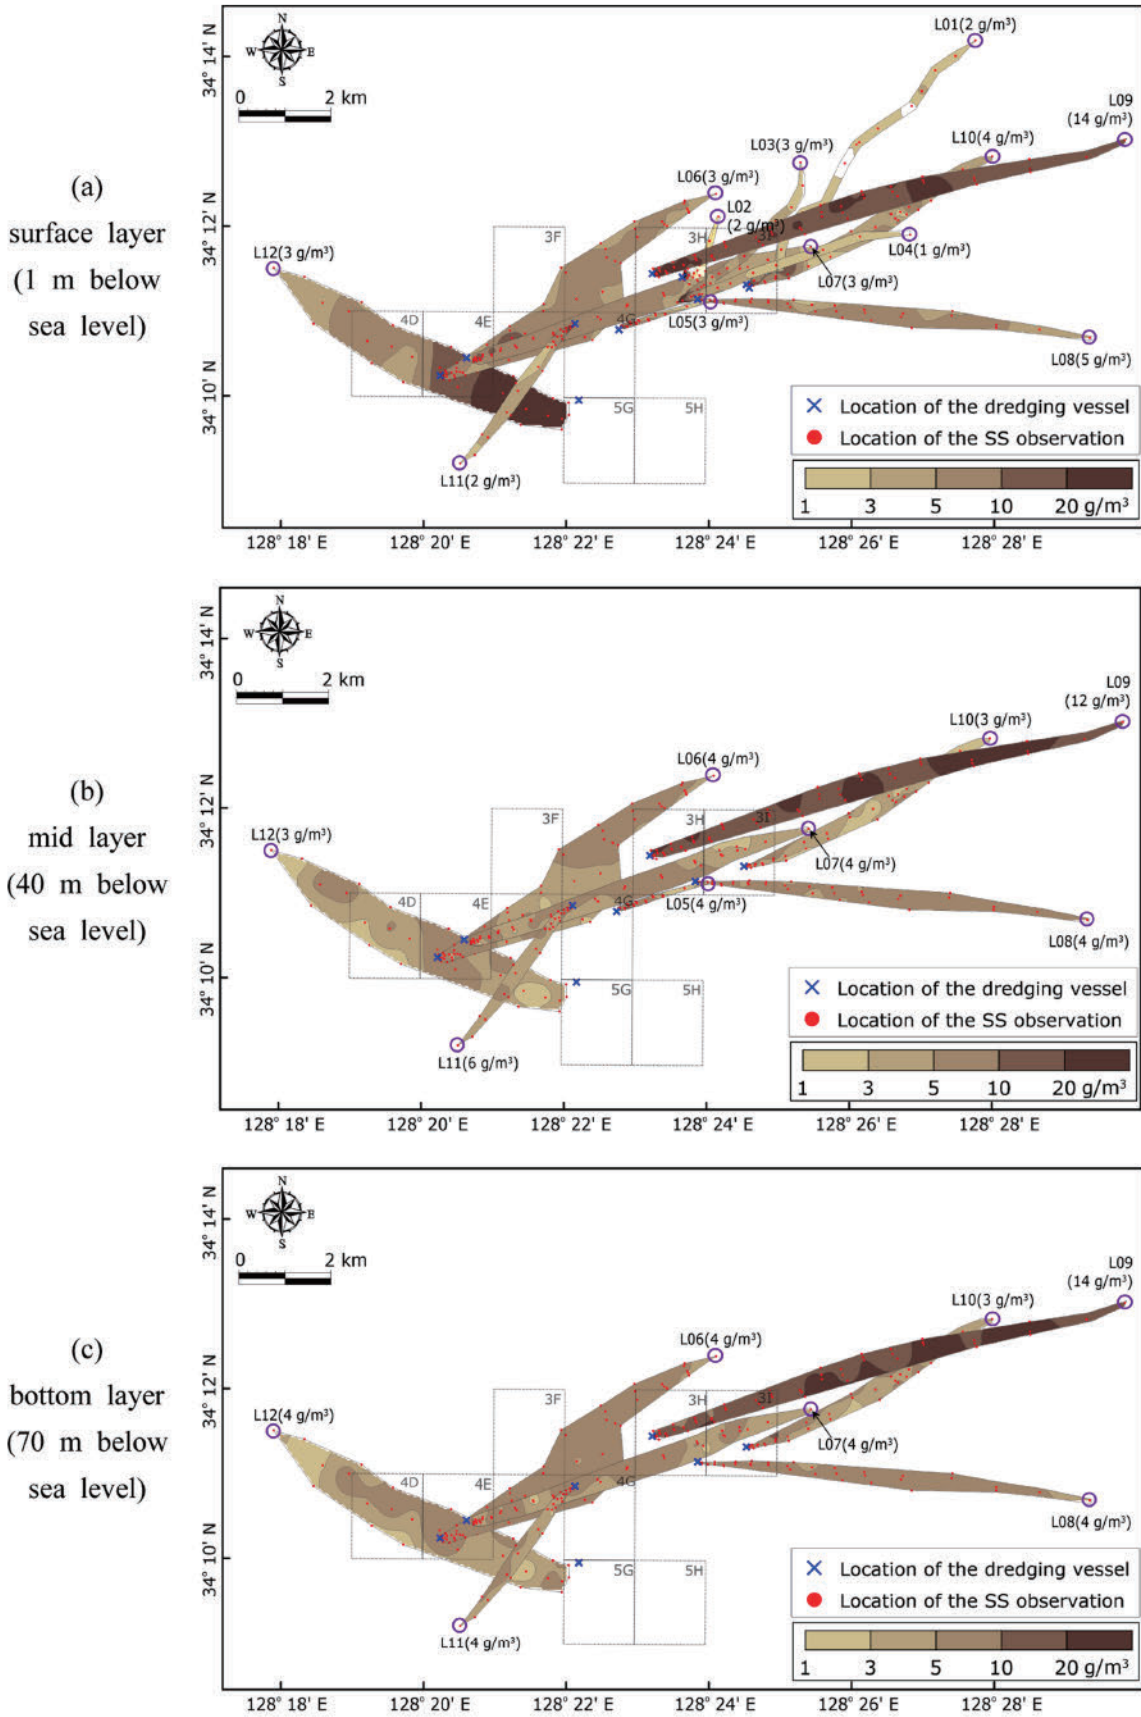 (a)
surface layer
(1 m below
sea level)
N
W E
S
0 2 km
34° 14' N
34° 12' N
34° 10' N
L01(2 g/m³)
L09
(14 g/m³)
L10(4 g/m³)
L03(3 g/m³)
L06(3 g/m³)
L02
(2 g/m³)
L04(1 g/m³)
L12(3 g/m³)
L07(3 g/m³)
L05(3 g/m³)
L08(5 g/m³)
L11(2 g/m³)
3F
3H
3I
4D
4E
4G
5G
5H
Location of the dredging vessel
Location of the SS observation
1 3 5 10 20 g/m³
128° 18' E 128° 20' E 128° 22' E 128° 24' E 128° 26' E 128° 28' E
(b)
mid layer
(40 m below
sea level)
N
W E
S
0 2 km
34° 14' N
34° 12' N
34° 10' N
L09
(12 g/m³)
L10(3 g/m³)
L06(4 g/m³)
L12(3 g/m³)
L07(4 g/m³)
L05(4 g/m³)
L08(4 g/m³)
L11(6 g/m³)
3F
3H
3I
4D
4E
4G
5G
5H
Location of the dredging vessel
Location of the SS observation
1 3 5 10 20 g/m³
128° 18' E 128° 20' E 128° 22' E 128° 24' E 128° 26' E 128° 28' E
(c)
bottom layer
(70 m below
sea level)
N
W E
S
0 2 km
34° 14' N
34° 12' N
34° 10' N
L09
(14 g/m³)
L10(3 g/m³)
L06(4 g/m³)
L12(4 g/m³)
L07(4 g/m³)
L08(4 g/m³)
L11(4 g/m³)
3F
3H
3I
4D
4E
4G
5G
5H
Location of the dredging vessel
Location of the SS observation
1 3 5 10 20 g/m³
128° 18' E 128° 20' E 128° 22' E 128° 24' E 128° 26' E 128° 28' E